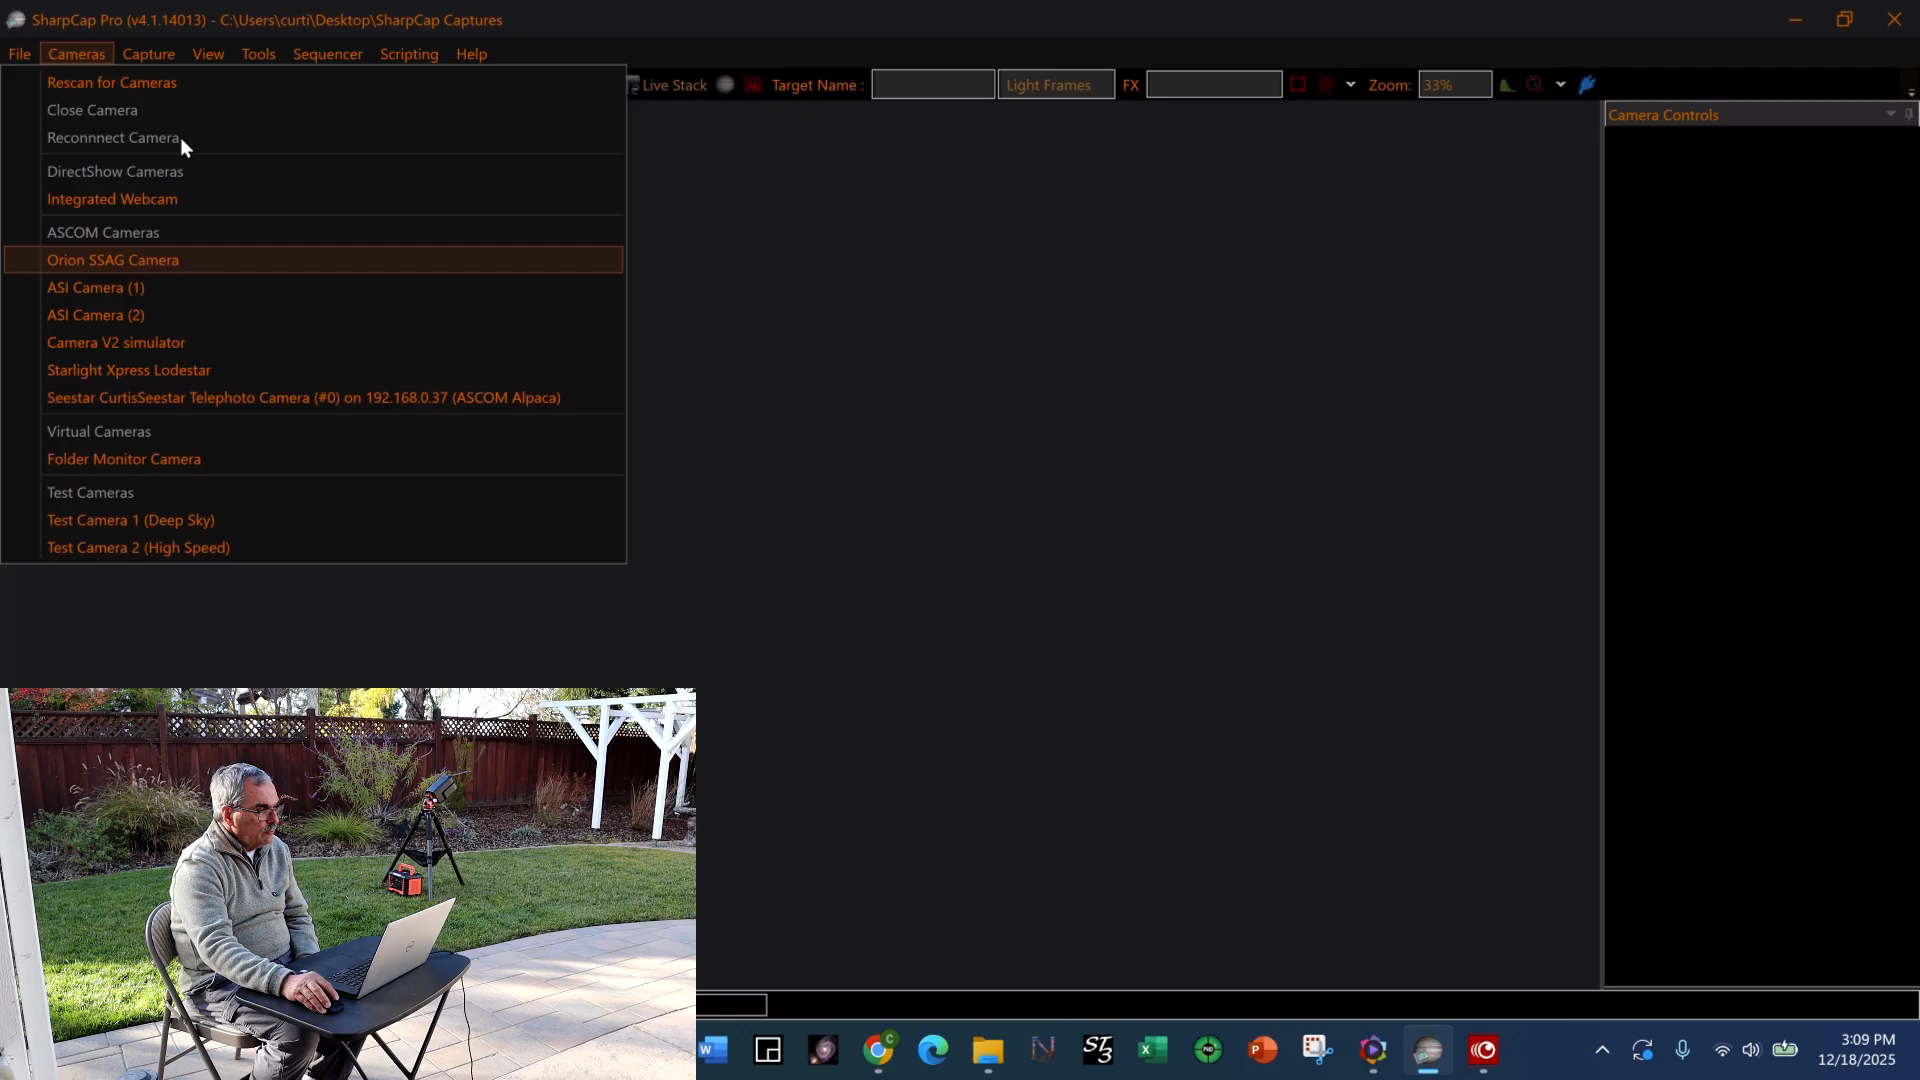 SharpCap Pro (v4.1.14013) - C:\Users\curti\Desktop\SharpCap Captures
File Cameras Capture View Tools Sequencer Scripting Help
Live Stack Target Name : Light Frames FX Zoom: 33%
Rescan for Cameras
Close Camera
Reconnnect Camera
DirectShow Cameras
Integrated Webcam
ASCOM Cameras
Orion SSAG Camera
ASI Camera (1)
ASI Camera (2)
Camera V2 simulator
Starlight Xpress Lodestar
Seestar CurtisSeestar Telephoto Camera (#0) on 192.168.0.37 (ASCOM Alpaca)
Virtual Cameras
Folder Monitor Camera
Test Cameras
Test Camera 1 (Deep Sky)
Test Camera 2 (High Speed)
Camera Controls
3:09 PM
12/18/2025